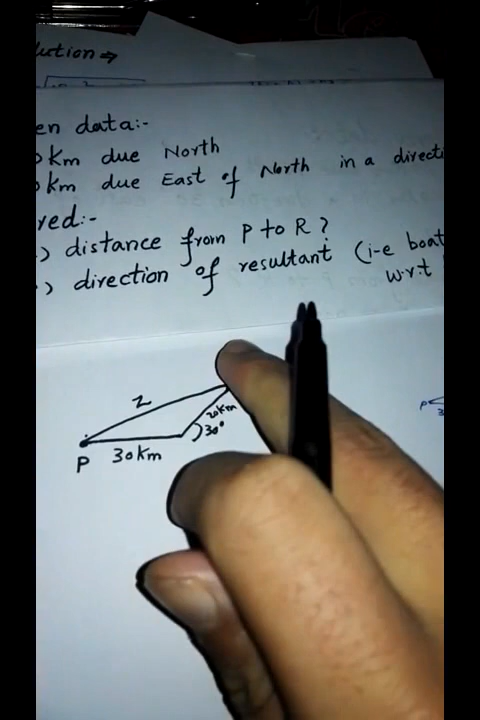 lution ⇒
en data:-
Km due North
Km due East of North in a directi
red:-
) distance from P to R?
) direction of resultant (i-e boat
w.r.t
z
20Km
30°
P 30Km
P